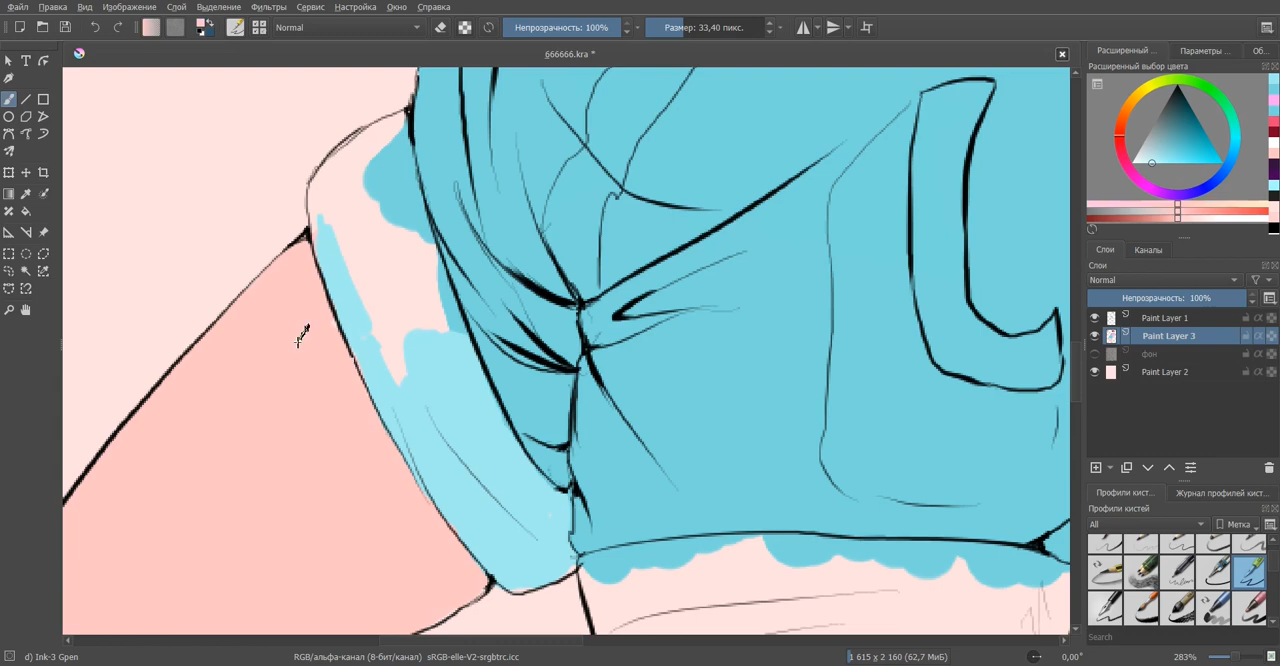 Файл Правка Вид Изображение Слой Выделение Фильтры Сервис Настройка Окно Справка
Normal Непрозрачность: 100% Размер: 33,40 пикс.
666666.kra *
Расширенный ... Параметры ... Об...
Расширенный выбор цвета
Слои Каналы
Слои
Normal
Непрозрачность: 100%
Paint Layer 1
Paint Layer 3
фон
Paint Layer 2
Профили кист... Журнал профилей кист...
Профили кистей
All Метка
Search
d) Ink-3 Gpen RGB/альфа-канал (8-бит/канал) sRGB-elle-V2-srgbtrc.icc 1 615 x 2 160 (62,7 МиБ) 0,00° 283%